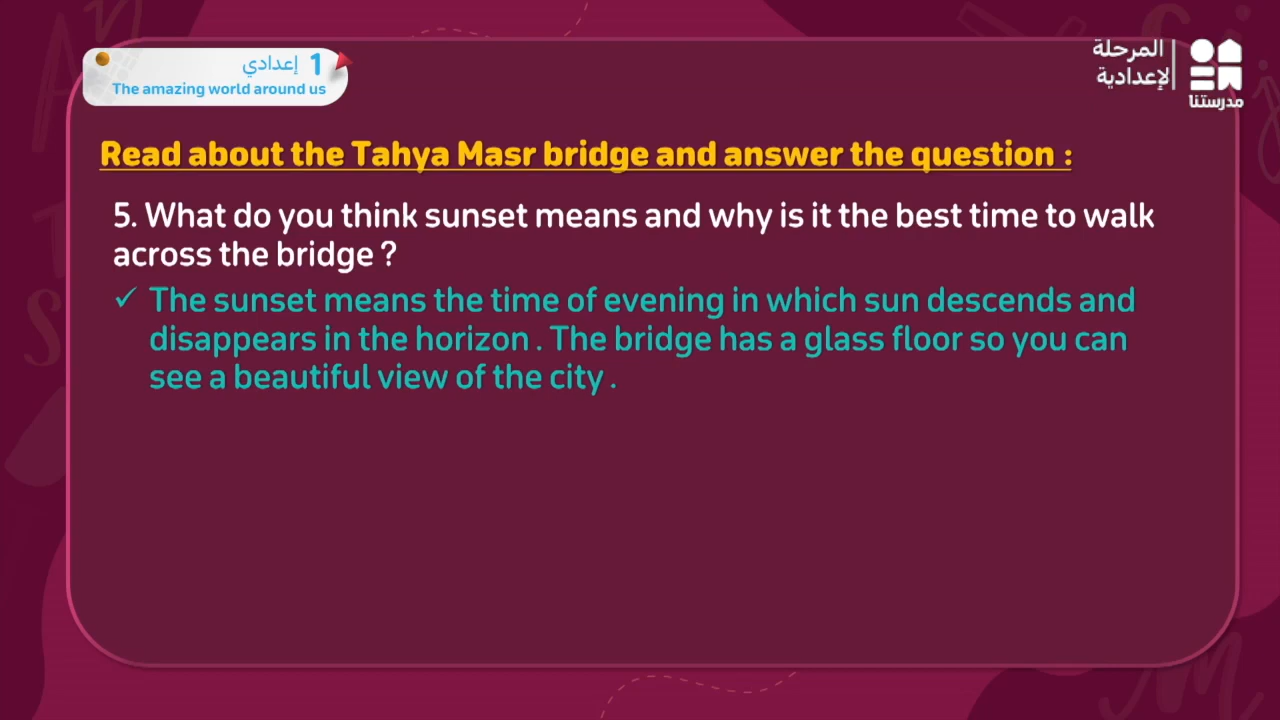 1 إعدادي
The amazing world around us
المرحلة
لإعدادية
مدرستنا
Read about the Tahya Masr bridge and answer the question :
5. What do you think sunset means and why is it the best time to walk
across the bridge ?
✓ The sunset means the time of evening in which sun descends and
disappears in the horizon . The bridge has a glass floor so you can
see a beautiful view of the city .